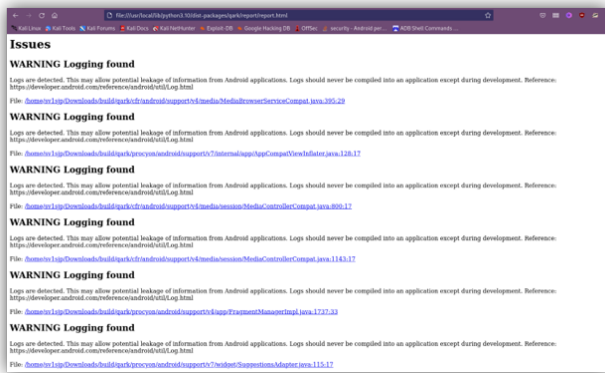 file:///usr/local/lib/python3.10/dist-packages/qark/report/report.html
Kali Linux Kali Tools Kali Forums Kali Docs Kali NetHunter Exploit-DB Google Hacking DB OffSec security - Android per... ADB Shell Commands ...
Issues
WARNING Logging found
Logs are detected. This may allow potential leakage of information from Android applications. Logs should never be compiled into an application except during development. Reference:
https://developer.android.com/reference/android/util/Log.html
File: /home/sv1sjp/Downloads/build/qark/cfr/android/support/v4/media/MediaBrowserServiceCompat.java:395:29
WARNING Logging found
Logs are detected. This may allow potential leakage of information from Android applications. Logs should never be compiled into an application except during development. Reference:
https://developer.android.com/reference/android/util/Log.html
File: /home/sv1sjp/Downloads/build/qark/procyon/android/support/v7/internal/app/AppCompatViewInflator.java:128:17
WARNING Logging found
Logs are detected. This may allow potential leakage of information from Android applications. Logs should never be compiled into an application except during development. Reference:
https://developer.android.com/reference/android/util/Log.html
File: /home/sv1sjp/Downloads/build/qark/cfr/android/support/v4/media/session/MediaControllerCompat.java:800:17
WARNING Logging found
Logs are detected. This may allow potential leakage of information from Android applications. Logs should never be compiled into an application except during development. Reference:
https://developer.android.com/reference/android/util/Log.html
File: /home/sv1sjp/Downloads/build/qark/cfr/android/support/v4/media/session/MediaControllerCompat.java:1143:17
WARNING Logging found
Logs are detected. This may allow potential leakage of information from Android applications. Logs should never be compiled into an application except during development. Reference:
https://developer.android.com/reference/android/util/Log.html
File: /home/sv1sjp/Downloads/build/qark/procyon/android/support/v4/app/FragmentManagerImpl.java:1737:33
WARNING Logging found
Logs are detected. This may allow potential leakage of information from Android applications. Logs should never be compiled into an application except during development. Reference:
https://developer.android.com/reference/android/util/Log.html
File: /home/sv1sjp/Downloads/build/qark/procyon/android/support/v7/widget/SuggestionsAdapter.java:115:17